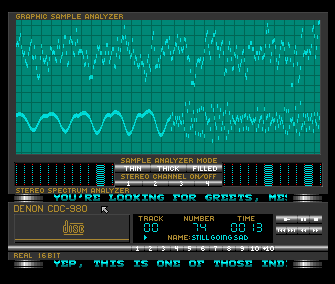 GRAPHIC SAMPLE ANALYZER
SAMPLE ANALYZER MODE
THIN THICK FILLED
STEREO CHANNEL ON/OFF
1 2 3 4
STEREO SPECTRUM ANALYZER
YOU'RE LOOKING FOR GREETS, MES
DENON CDC-980
disc
TRACK NUMBER TIME
00 74 00 13
NAME: STILL GOING SAD
1 2 3 4 5 6 7 8 9 10 +10
REAL 16BIT
YEP, THIS IS ONE OF THOSE IND